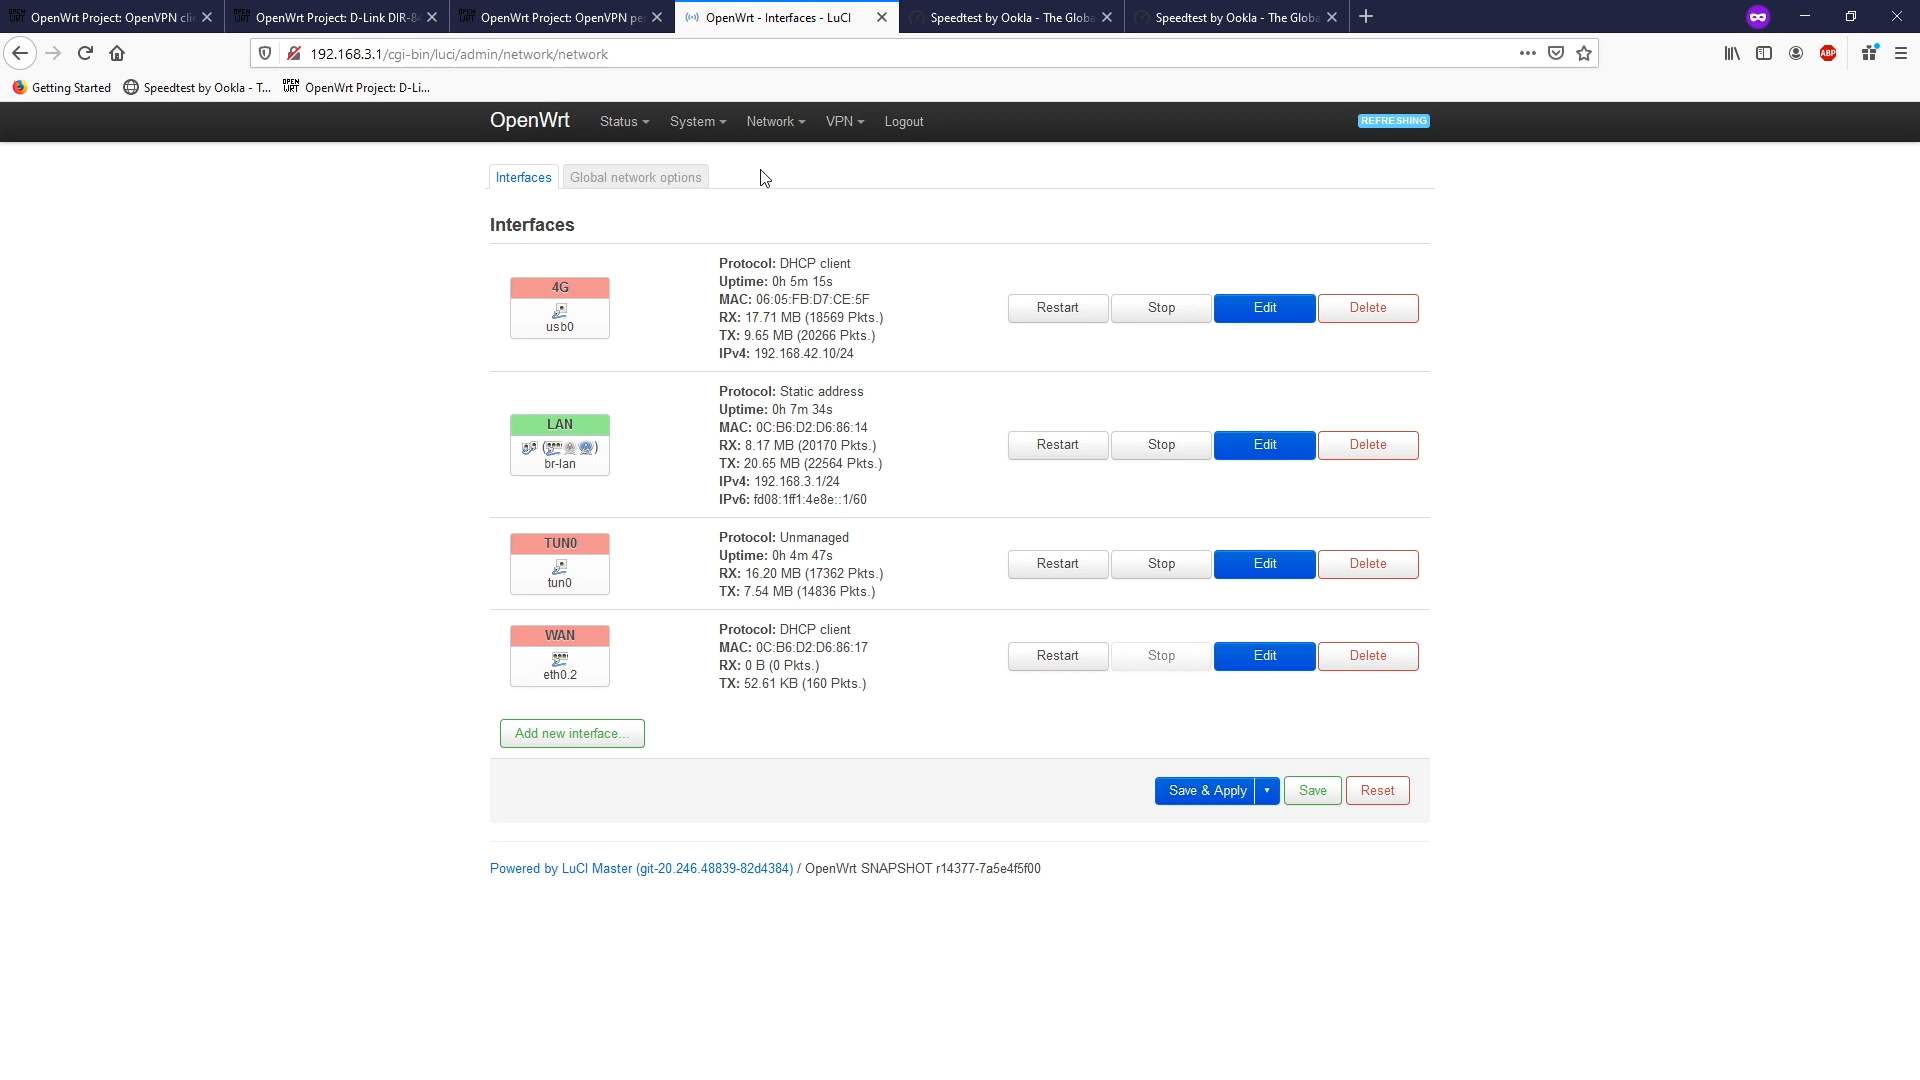 OpenWrt Project: OpenVPN cli
OpenWrt Project: D-Link DIR-8
OpenWrt Project: OpenVPN pe
OpenWrt - Interfaces - LuCI
Speedtest by Ookla - The Globa
Speedtest by Ookla - The Globa
192.168.3.1/cgi-bin/luci/admin/network/network
ABP
Getting Started
Speedtest by Ookla - T...
OpenWrt Project: D-Li...
OpenWrt
Status
System
Network
VPN
Logout
REFRESHING
Interfaces
Global network options
Interfaces
4G
usb0
Protocol: DHCP client
Uptime: 0h 5m 15s
MAC: 06:05:FB:D7:CE:5F
RX: 17.71 MB (18569 Pkts.)
TX: 9.65 MB (20266 Pkts.)
IPv4: 192.168.42.10/24
Restart
Stop
Edit
Delete
LAN
br-lan
Protocol: Static address
Uptime: 0h 7m 34s
MAC: 0C:B6:D2:D6:86:14
RX: 8.17 MB (20170 Pkts.)
TX: 20.65 MB (22564 Pkts.)
IPv4: 192.168.3.1/24
IPv6: fd08:1ff1:4e8e::1/60
Restart
Stop
Edit
Delete
TUN0
tun0
Protocol: Unmanaged
Uptime: 0h 4m 47s
RX: 16.20 MB (17362 Pkts.)
TX: 7.54 MB (14836 Pkts.)
Restart
Stop
Edit
Delete
WAN
eth0.2
Protocol: DHCP client
MAC: 0C:B6:D2:D6:86:17
RX: 0 B (0 Pkts.)
TX: 52.61 KB (160 Pkts.)
Restart
Stop
Edit
Delete
Add new interface...
Save & Apply
Save
Reset
Powered by LuCI Master (git-20.246.48839-82d4384) / OpenWrt SNAPSHOT r14377-7a5e4f5f00